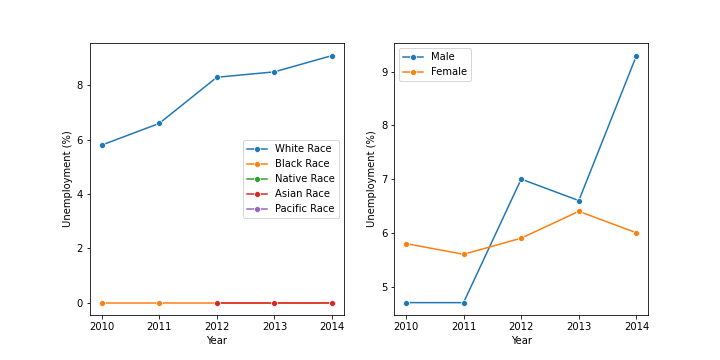 8
6
4
2
0
Unemployment (%)
2010 2011 2012 2013 2014
Year
White Race
Black Race
Native Race
Asian Race
Pacific Race
9
8
7
6
5
Unemployment (%)
2010 2011 2012 2013 2014
Year
Male
Female